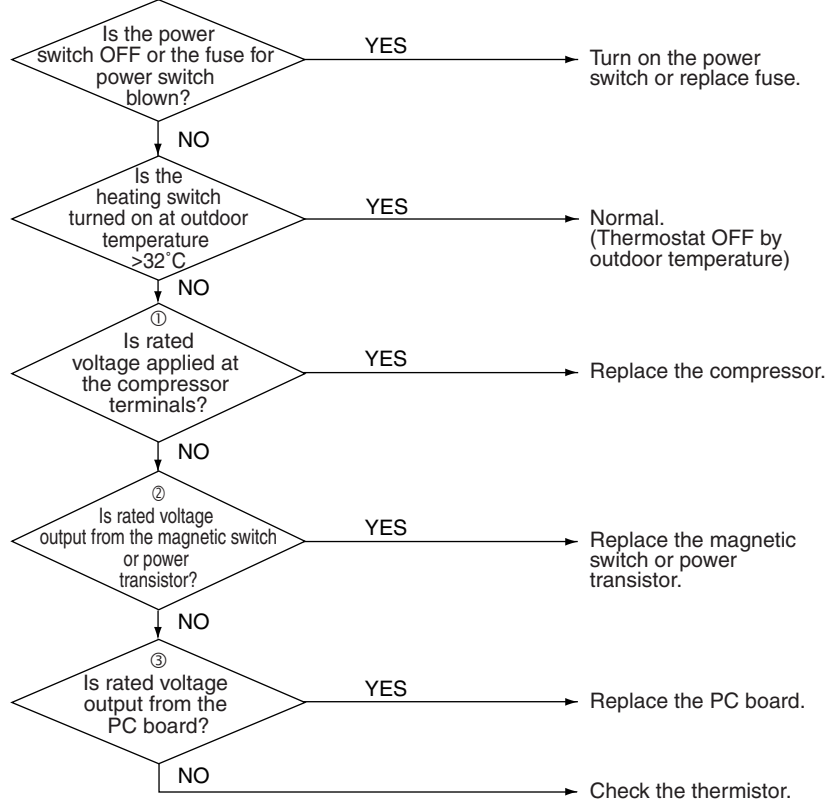 Is the power
switch OFF or the fuse for
power switch
blown?
YES
Turn on the power
switch or replace fuse.
NO
Is the
heating switch
turned on at outdoor
temperature
>32˚C
YES
Normal.
(Thermostat OFF by
outdoor temperature)
NO
①
Is rated
voltage applied at
the compressor
terminals?
YES
Replace the compressor.
NO
②
Is rated voltage
output from the magnetic switch
or power
transistor?
YES
Replace the magnetic
switch or power
transistor.
NO
③
Is rated voltage
output from the
PC board?
YES
Replace the PC board.
NO
Check the thermistor.